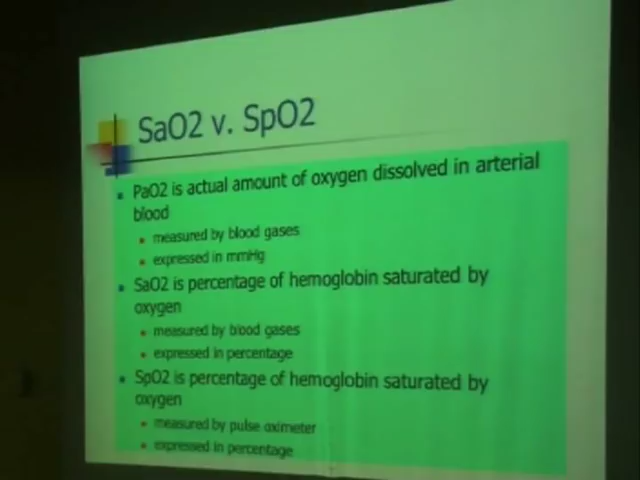 SaO2 v. SpO2
PaO2 is actual amount of oxygen dissolved in arterial
blood
measured by blood gases
expressed in mmHg
SaO2 is percentage of hemoglobin saturated by
oxygen
measured by blood gases
expressed in percentage
SpO2 is percentage of hemoglobin saturated by
oxygen
measured by pulse oximeter
expressed in percentage